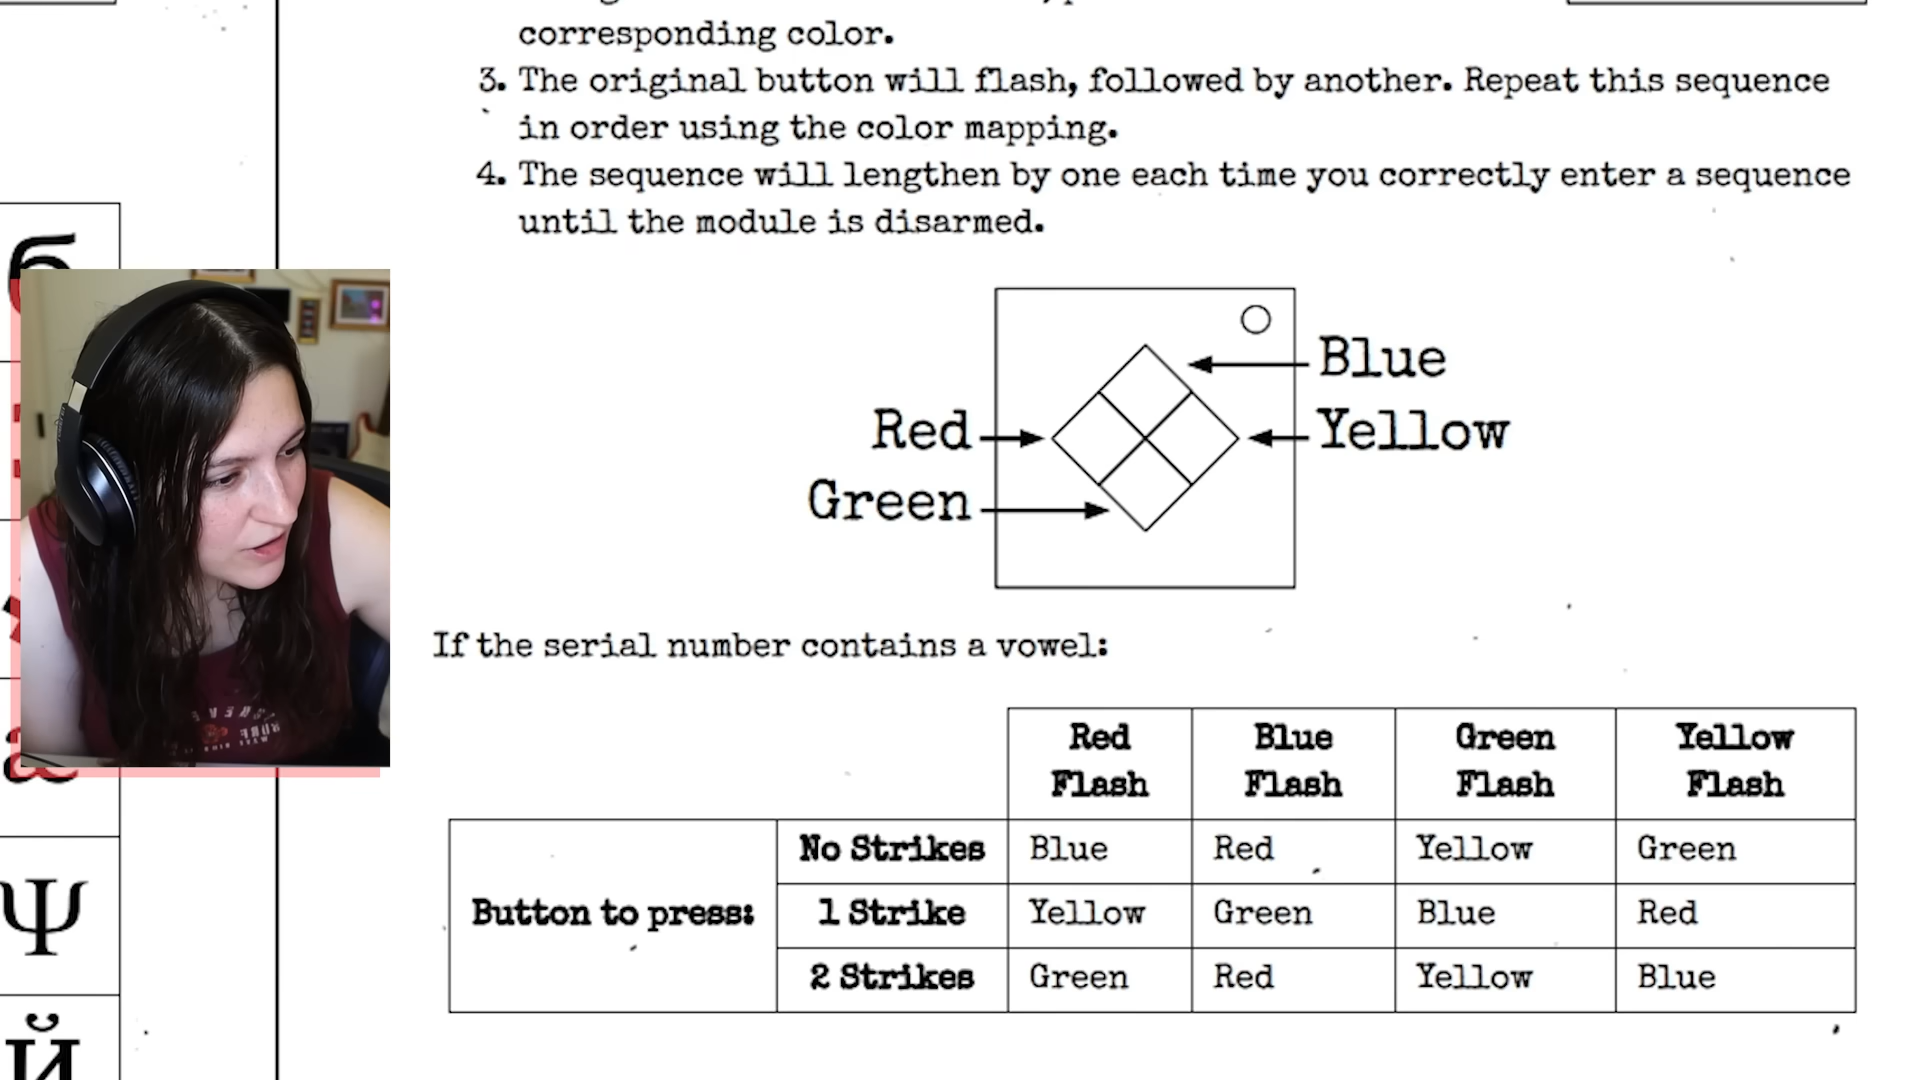 corresponding color.
3. The original button will flash, followed by another. Repeat this sequence
in order using the color mapping.
4. The sequence will lengthen by one each time you correctly enter a sequence
until the module is disarmed.
Blue
Red
Yellow
Green
If the serial number contains a vowel:
Red Flash
Blue Flash
Green Flash
Yellow Flash
Button to press:
No Strikes Blue Red Yellow Green
1 Strike Yellow Green Blue Red
2 Strikes Green Red Yellow Blue
б
Ψ
Й